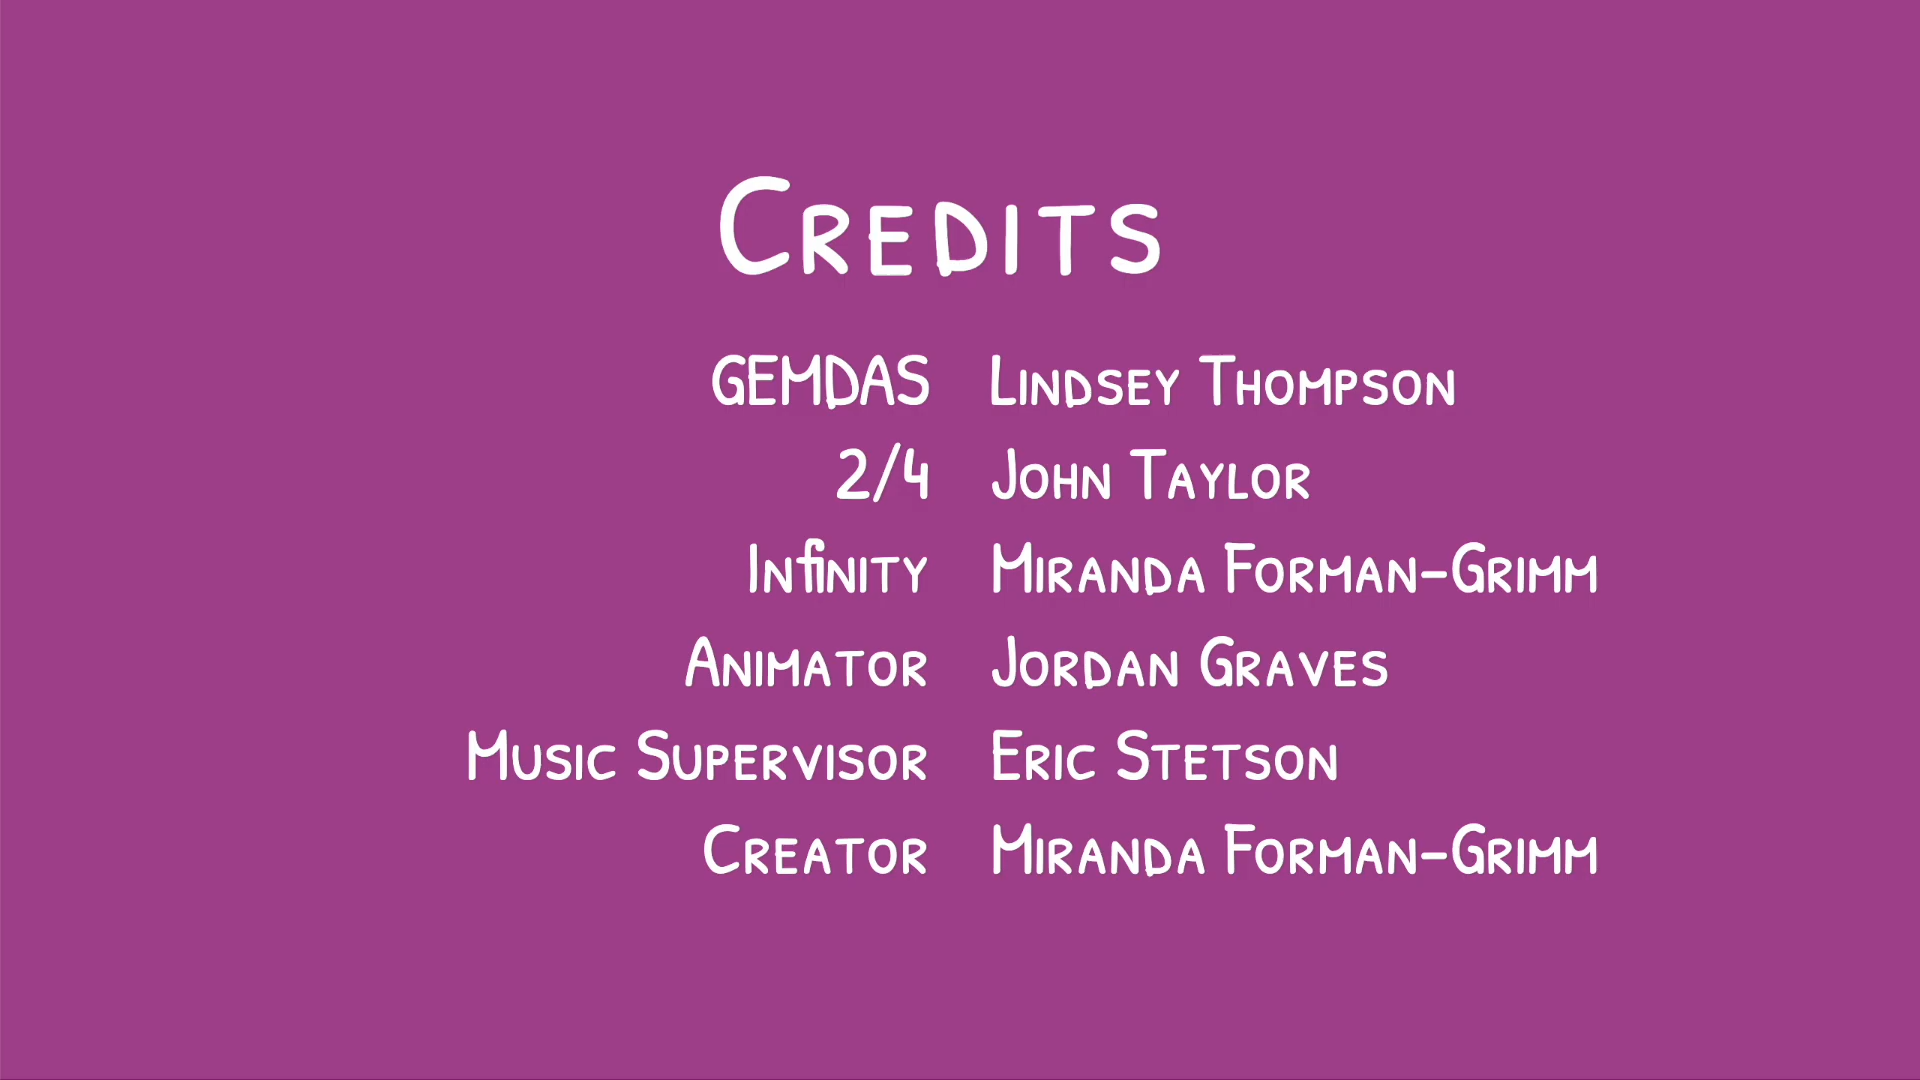 Credits
GEMDAS Lindsey Thompson
2/4 John Taylor
Infinity Miranda Forman-Grimm
Animator Jordan Graves
Music Supervisor Eric Stetson
Creator Miranda Forman-Grimm